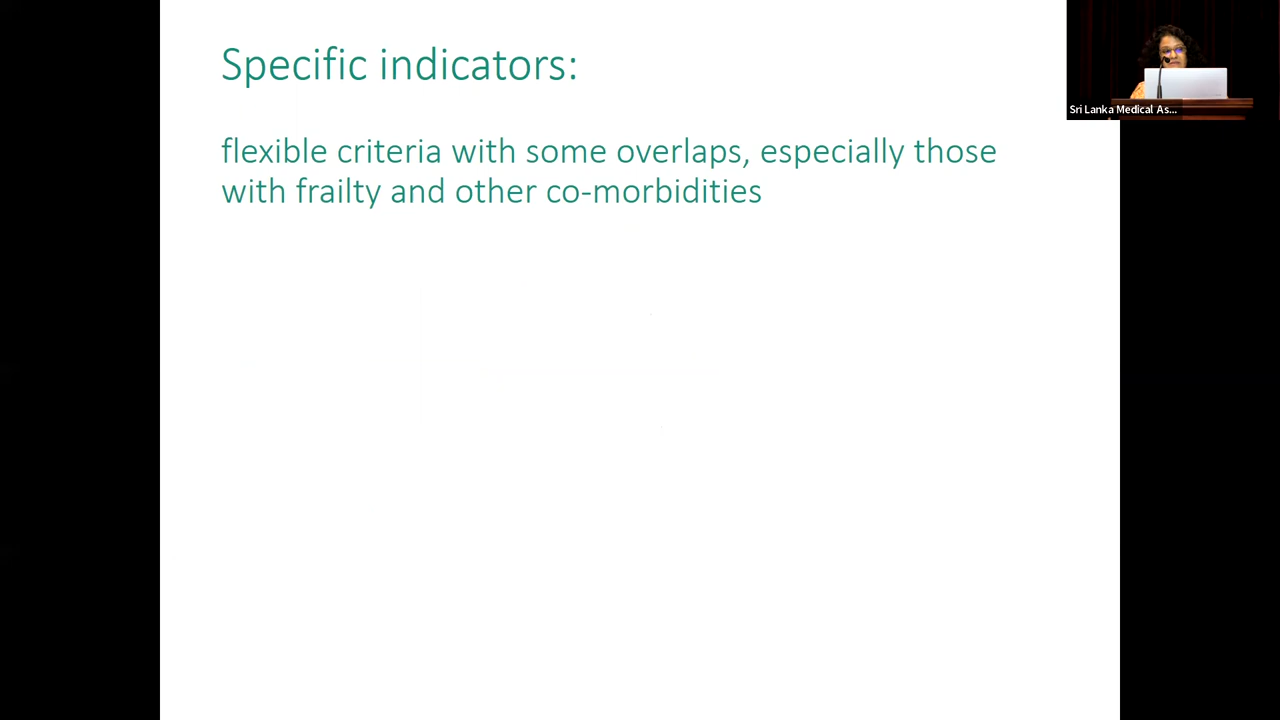 Specific indicators:
flexible criteria with some overlaps, especially those
with frailty and other co-morbidities
Sri Lanka Medical As...